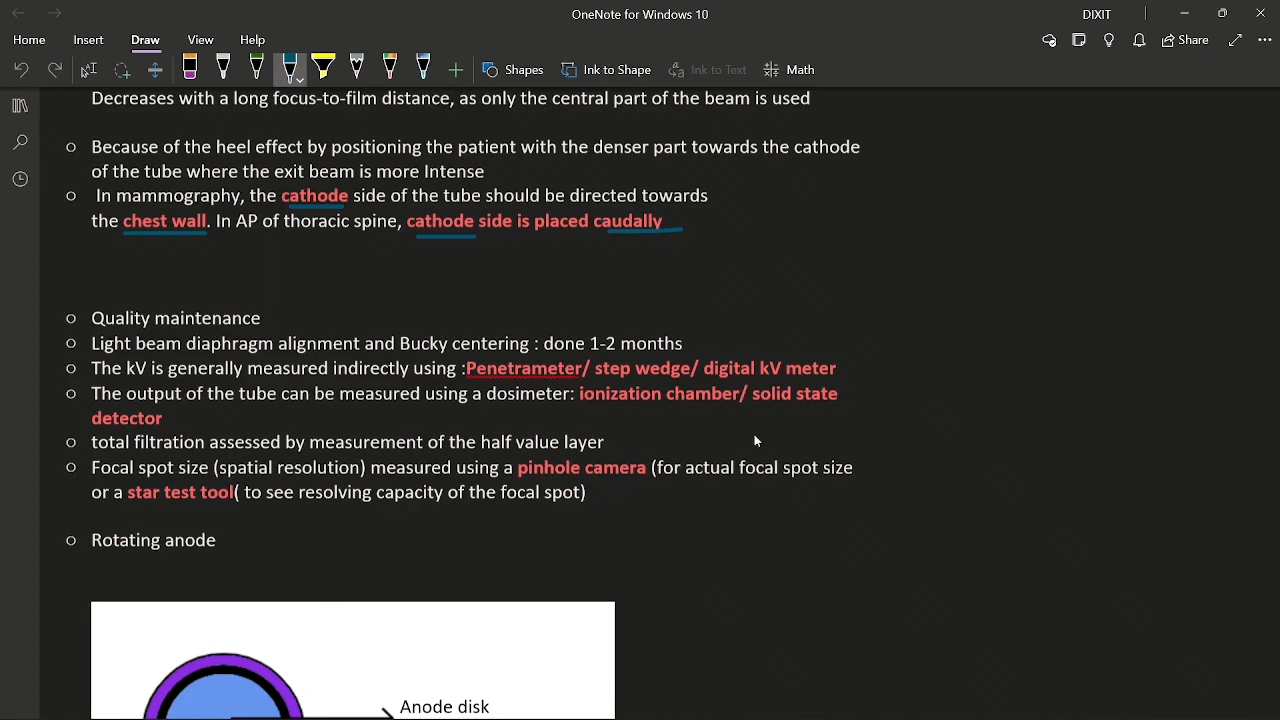 OneNote for Windows 10
DIXIT
Home Insert Draw View Help
Shapes Ink to Shape Ink to Text Math Share
Decreases with a long focus-to-film distance, as only the central part of the beam is used
Because of the heel effect by positioning the patient with the denser part towards the cathode
of the tube where the exit beam is more Intense
In mammography, the cathode side of the tube should be directed towards
the chest wall. In AP of thoracic spine, cathode side is placed caudally
Quality maintenance
Light beam diaphragm alignment and Bucky centering : done 1-2 months
The kV is generally measured indirectly using :Penetrameter/ step wedge/ digital kV meter
The output of the tube can be measured using a dosimeter: ionization chamber/ solid state
detector
total filtration assessed by measurement of the half value layer
Focal spot size (spatial resolution) measured using a pinhole camera (for actual focal spot size
or a star test tool( to see resolving capacity of the focal spot)
Rotating anode
Anode disk